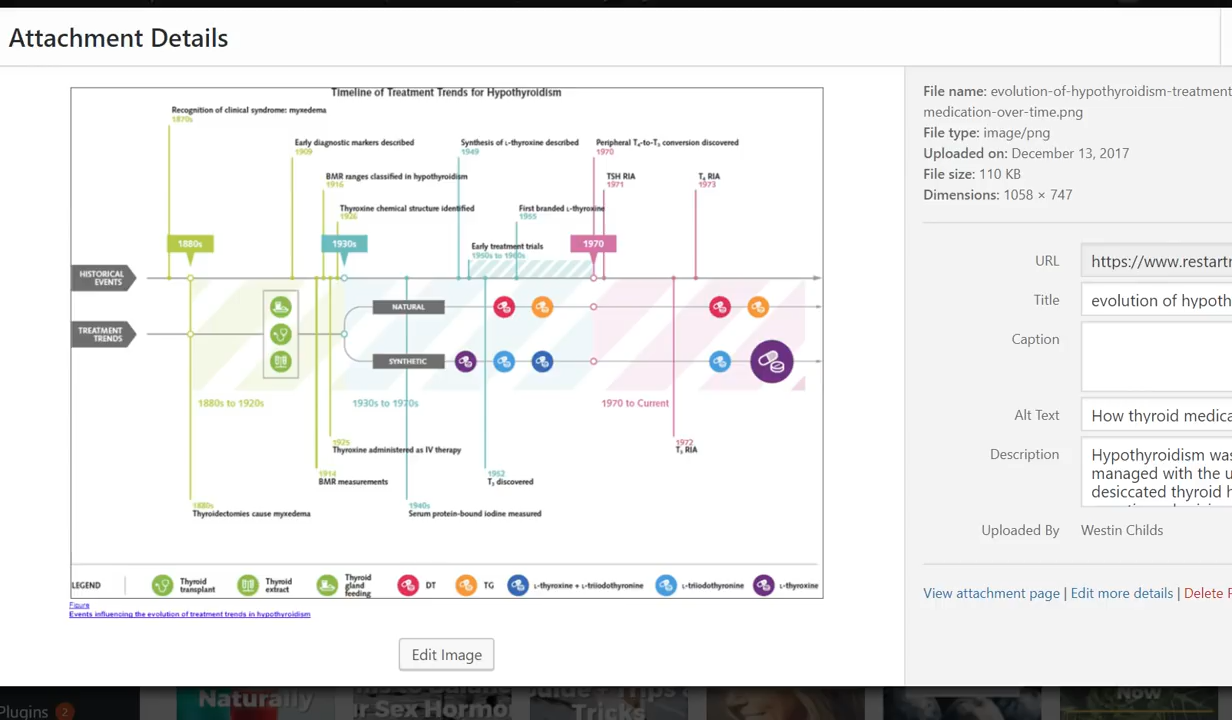 Attachment Details
Timeline of Treatment Trends for Hypothyroidism
Recognition of clinical syndrome: myxedema
1870s
Early diagnostic markers described
1909
Synthesis of L-thyroxine described
1949
Peripheral T₄-to-T₃ conversion discovered
1970
BMR ranges classified in hypothyroidism
1916
TSH RIA
1971
T₄ RIA
1973
Thyroxine chemical structure identified
1926
First branded L-thyroxine
1955
1880s
1930s
Early treatment trials
1950s to 1960s
1970
HISTORICAL
EVENTS
TREATMENT
TRENDS
NATURAL
SYNTHETIC
1880s to 1920s
1930s to 1970s
1970 to Current
1925
Thyroxine administered as IV therapy
1972
T₃ RIA
1914
BMR measurements
1952
T₃ discovered
1880s
Thyroidectomies cause myxedema
1940s
Serum protein-bound iodine measured
LEGEND
Thyroid
transplant
Thyroid
extract
Thyroid
gland
feeding
DT
TG
L-thyroxine + L-triiodothyronine
L-triiodothyronine
L-thyroxine
Figure
Events influencing the evolution of treatment trends in hypothyroidism
Edit Image
File name: evolution-of-hypothyroidism-treatment
medication-over-time.png
File type: image/png
Uploaded on: December 13, 2017
File size: 110 KB
Dimensions: 1058 × 747
URL https://www.restartr
Title evolution of hypoth
Caption
Alt Text How thyroid medica
Description Hypothyroidism was
managed with the u
desiccated thyroid h
Uploaded By Westin Childs
View attachment page | Edit more details | Delete P
Plugins 2
Naturally
r Sex Hormo
Tricks
Now